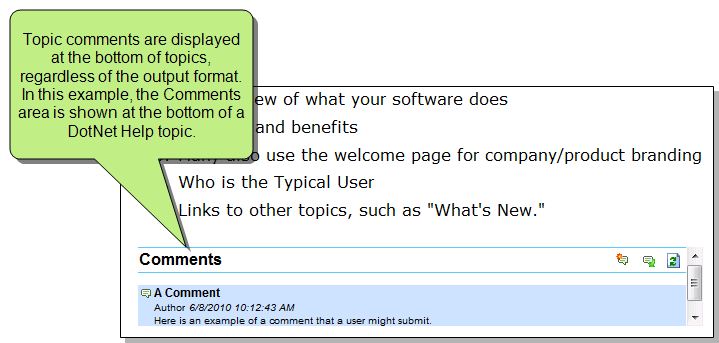 Topic comments are displayed
at the bottom of topics,
regardless of the output format.
In this example, the Comments
area is shown at the bottom of a
DotNet Help topic.
ew of what your software does
and benefits
Many also use the welcome page for company/product branding
Who is the Typical User
Links to other topics, such as "What's New."
Comments
A Comment
Author 6/8/2010 10:12:43 AM
Here is an example of a comment that a user might submit.